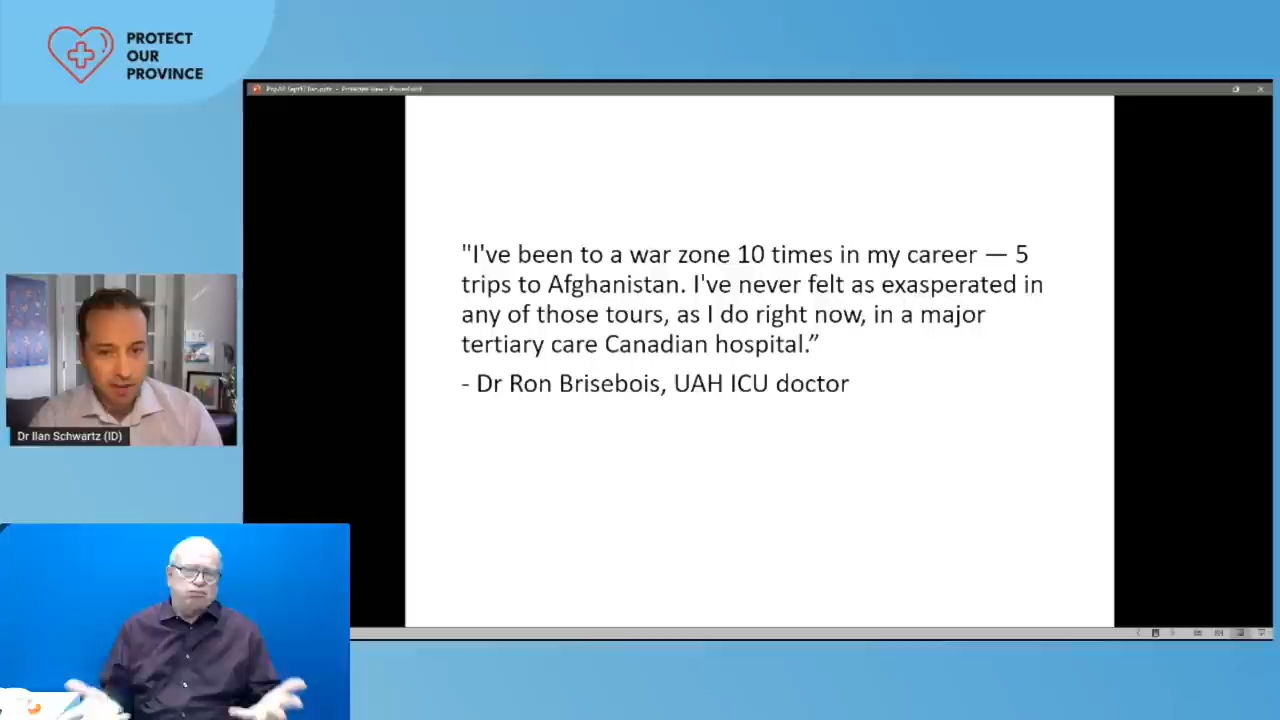 PROTECT
OUR
PROVINCE
"I've been to a war zone 10 times in my career — 5
trips to Afghanistan. I've never felt as exasperated in
any of those tours, as I do right now, in a major
tertiary care Canadian hospital.”
- Dr Ron Brisebois, UAH ICU doctor
Dr Ilan Schwartz (ID)